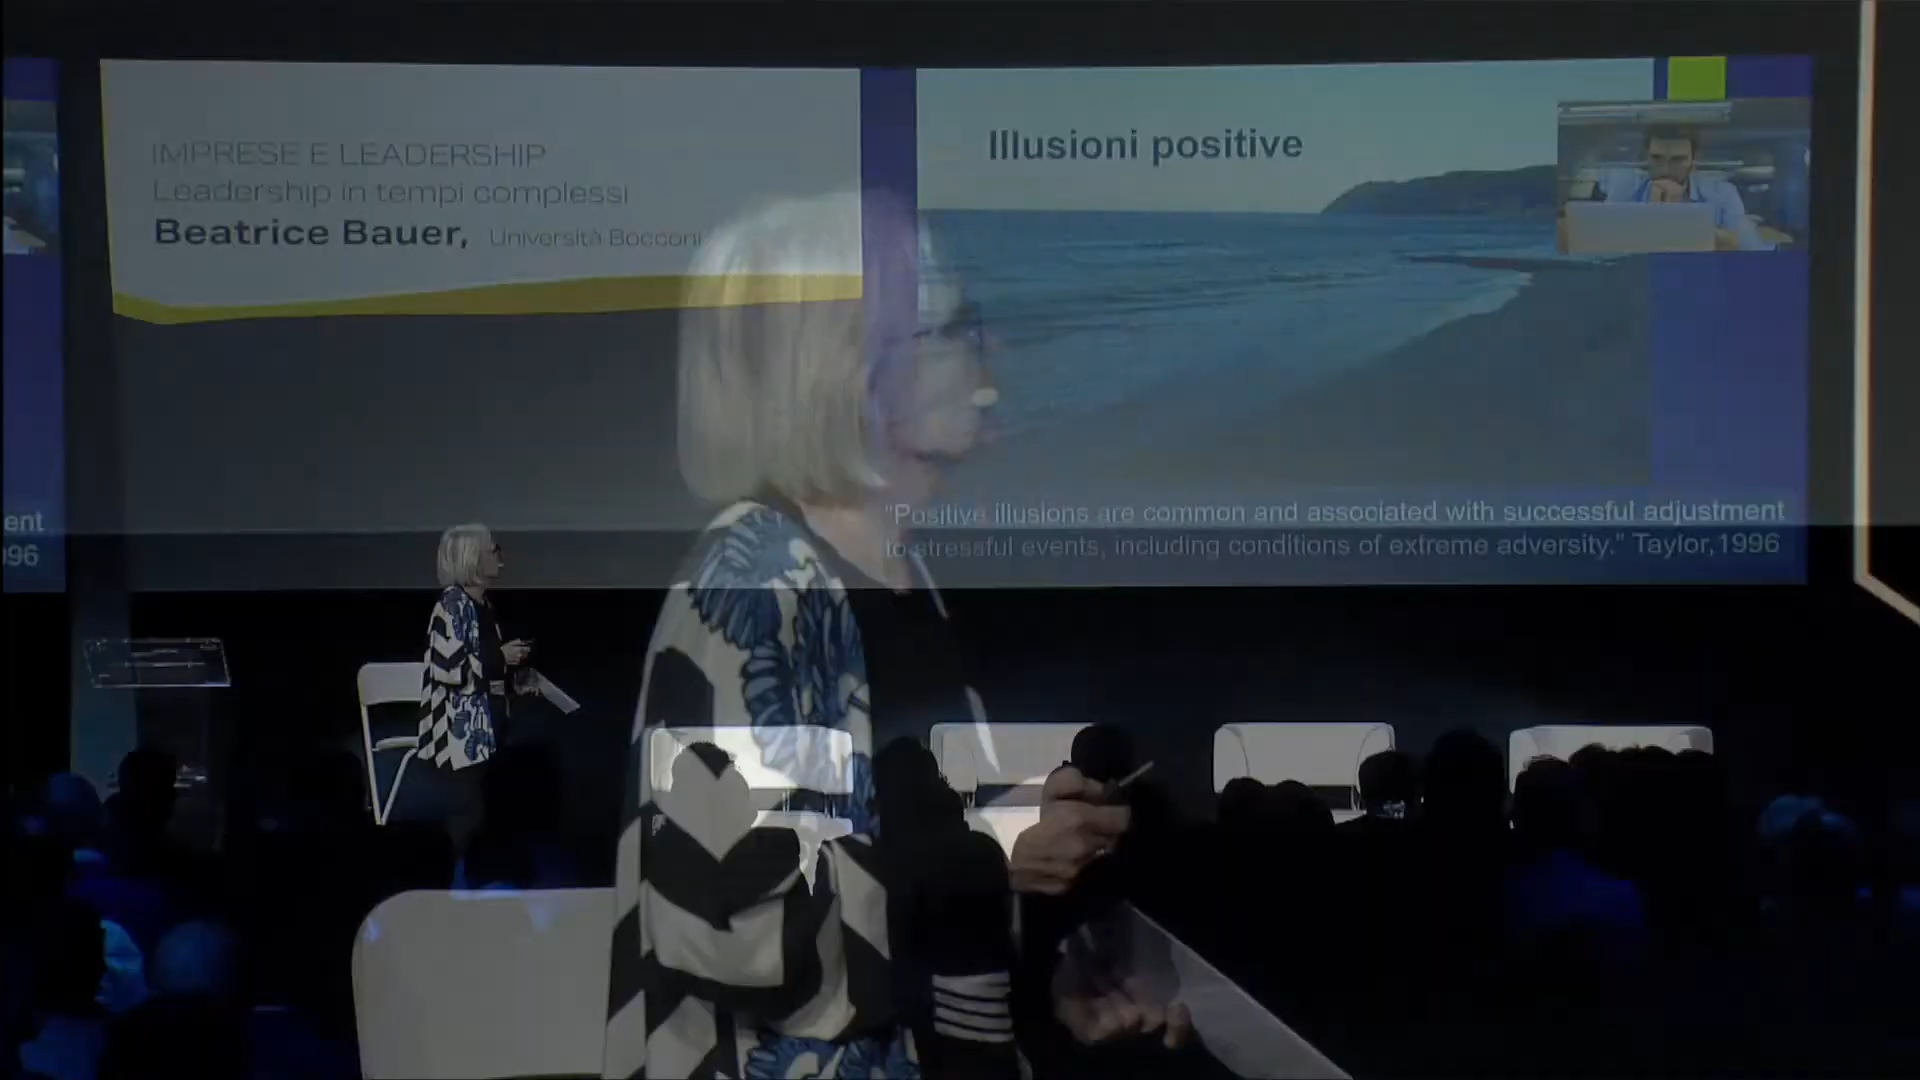 IMPRESE E LEADERSHIP
Leadership in tempi complessi
Beatrice Bauer, Università Bocconi
Illusioni positive
"Positive illusions are common and associated with successful adjustment
to stressful events, including conditions of extreme adversity." Taylor,1996
ent
996